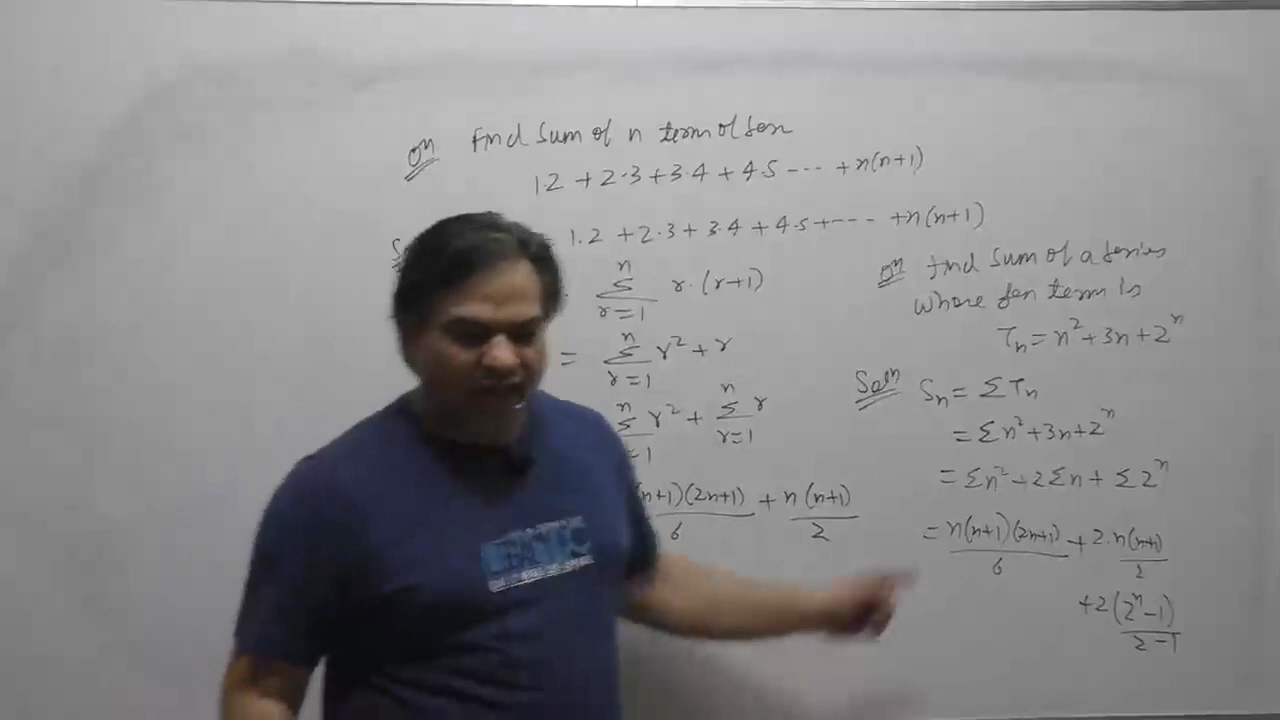 Qn Find Sum of n term of Ser
1.2 + 2.3 + 3.4 + 4.5 --- + n(n+1)
= 1.2 + 2.3 + 3.4 + 4.5 + --- + n(n+1)
n
∑ r.(r+1)
r=1
= n
∑ r² + r
r=1
n
∑ r² + n
∑ r
=1 r=1
(n+1)(2n+1)/6 + n(n+1)/2
Qn Find Sum of a Series
whose term is
Tn = n² + 3n + 2ⁿ
Soln Sn = ∑ Tn
= ∑n² + 3n + 2ⁿ
= ∑n² + 2∑n + ∑2ⁿ
= n(n+1)(2n+1)/6 + 2.n(n+1)/2
+2(2ⁿ-1)/2-1